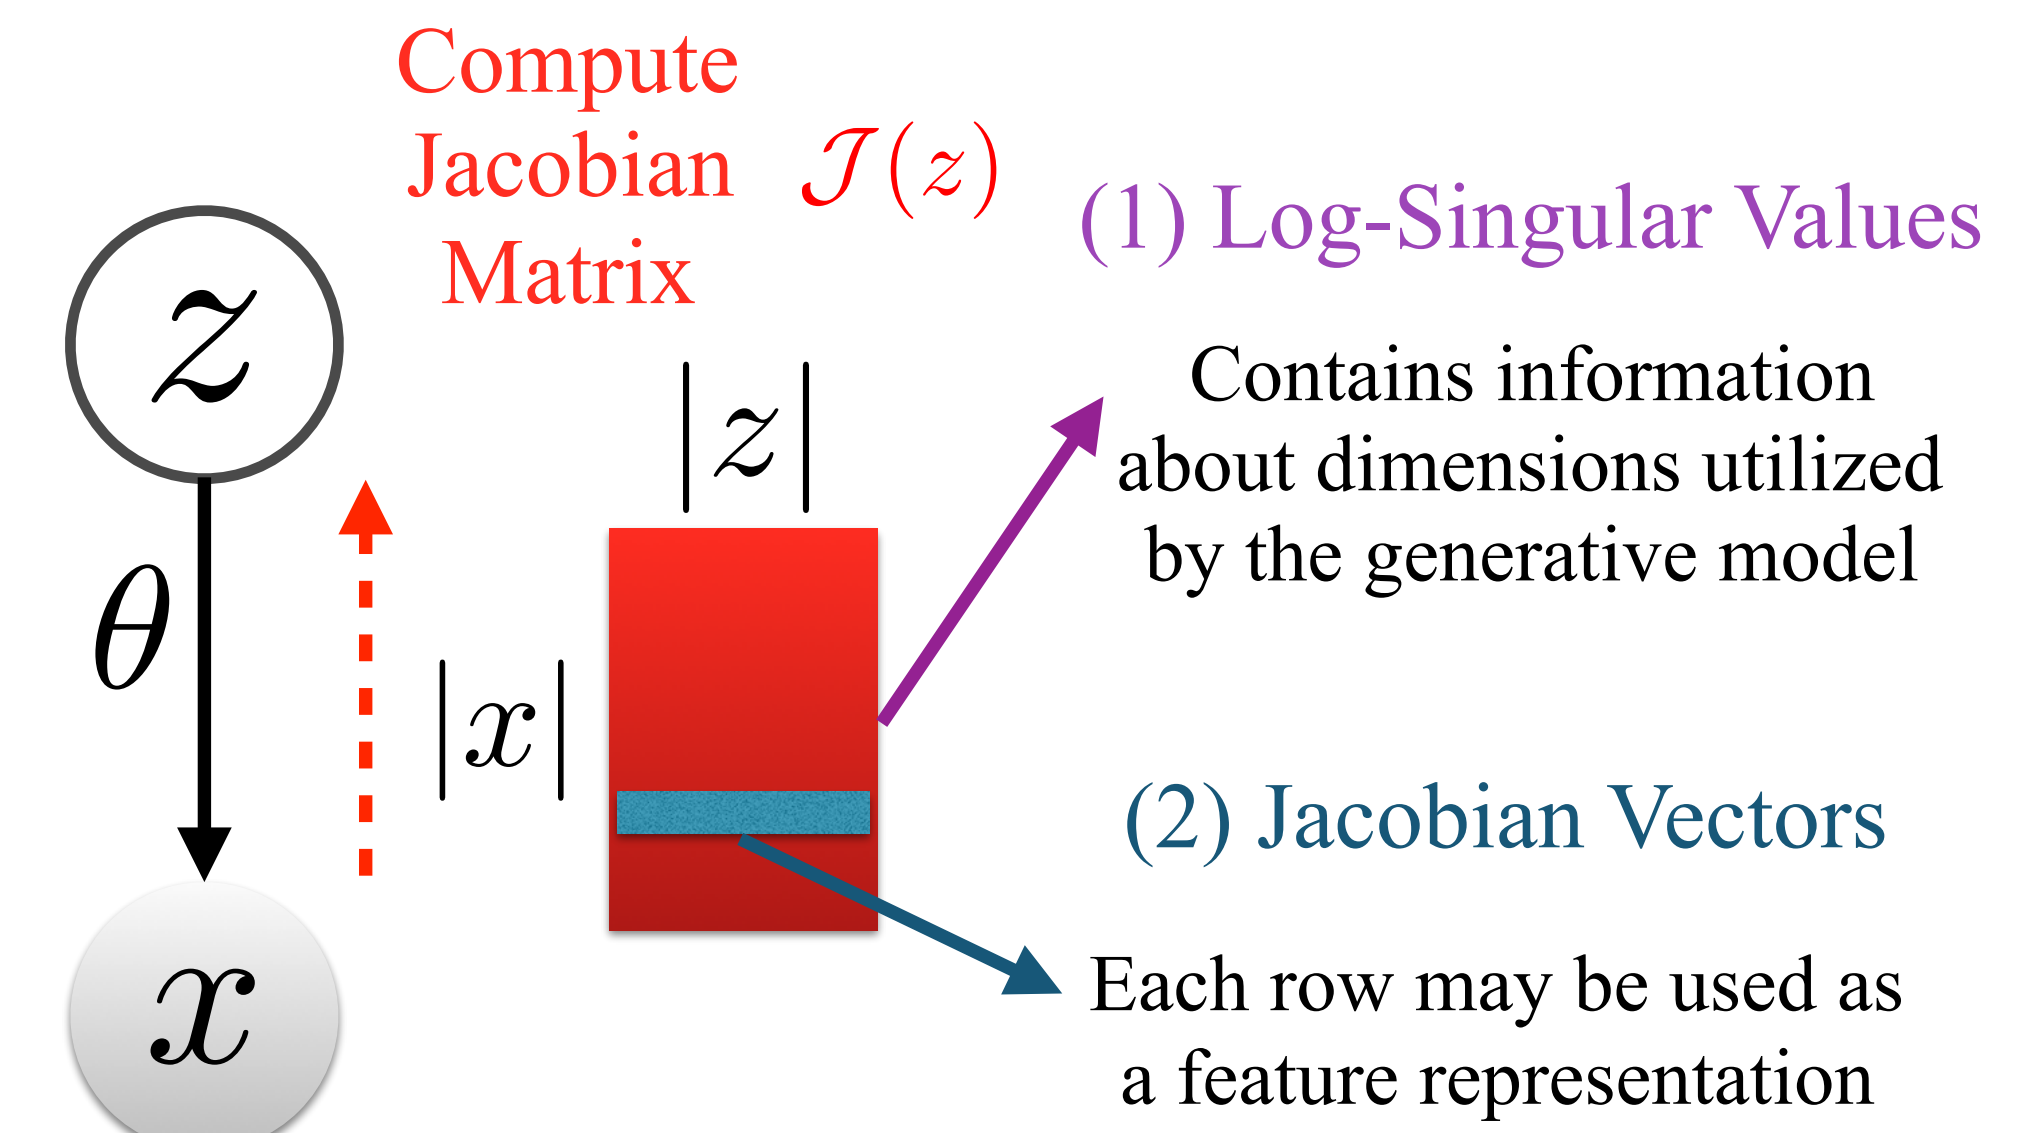 Compute
Jacobian 𝒥(z)
Matrix
z
θ
x
|z|
|x|
(1) Log-Singular Values
Contains information
about dimensions utilized
by the generative model
(2) Jacobian Vectors
Each row may be used as
a feature representation